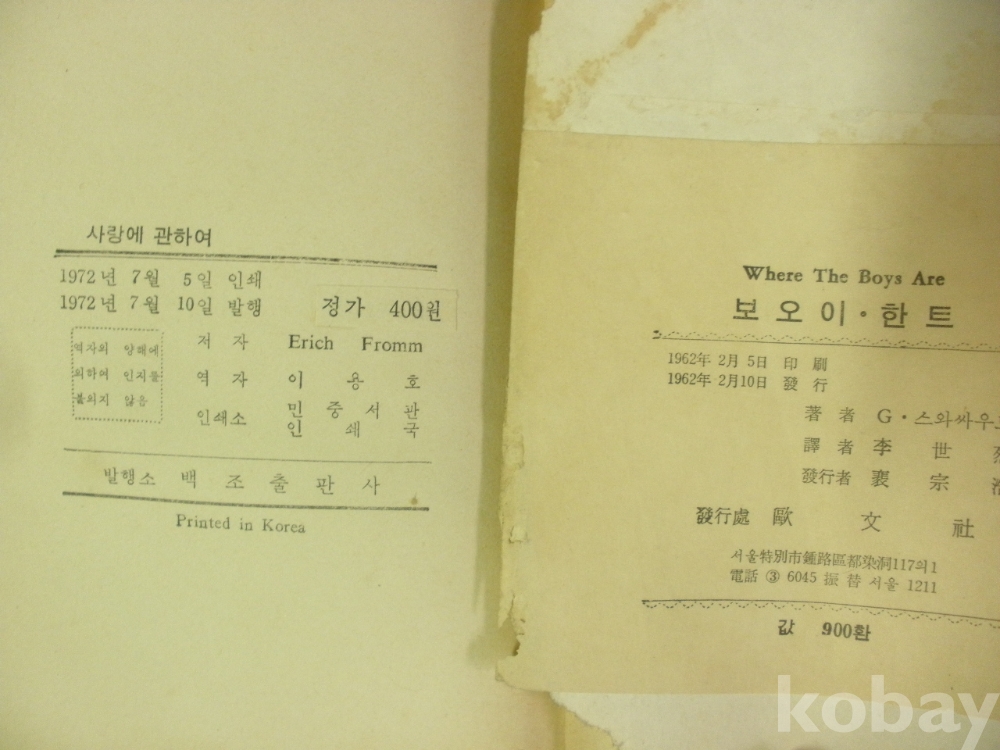 사랑에 관하여
1972년 7월 5일 인쇄
1972년 7월 10일 발행
정가 400원
역자의 양해에
의하여 인지를
붙이지 않음
저자 Erich Fromm
역자 이용호
인쇄소 민중서관
인쇄국
발행소 백조출판사
Printed in Korea
Where The Boys Are
보오이·한트
1962年 2月 5日 印刷
1962年 2月10日 發行
著者 G·스와싸우
譯者 李世
發行者 裵宗
發行處 歐文社
서울特別市鍾路區都染洞117의1
電話 ③ 6045 振替 서울 1211
값 900환
kobay